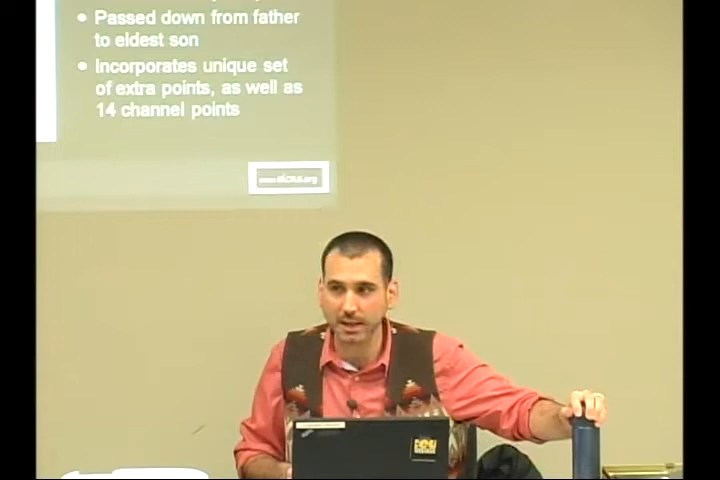 • Passed down from father
to eldest son
• Incorporates unique set
of extra points, as well as
14 channel points